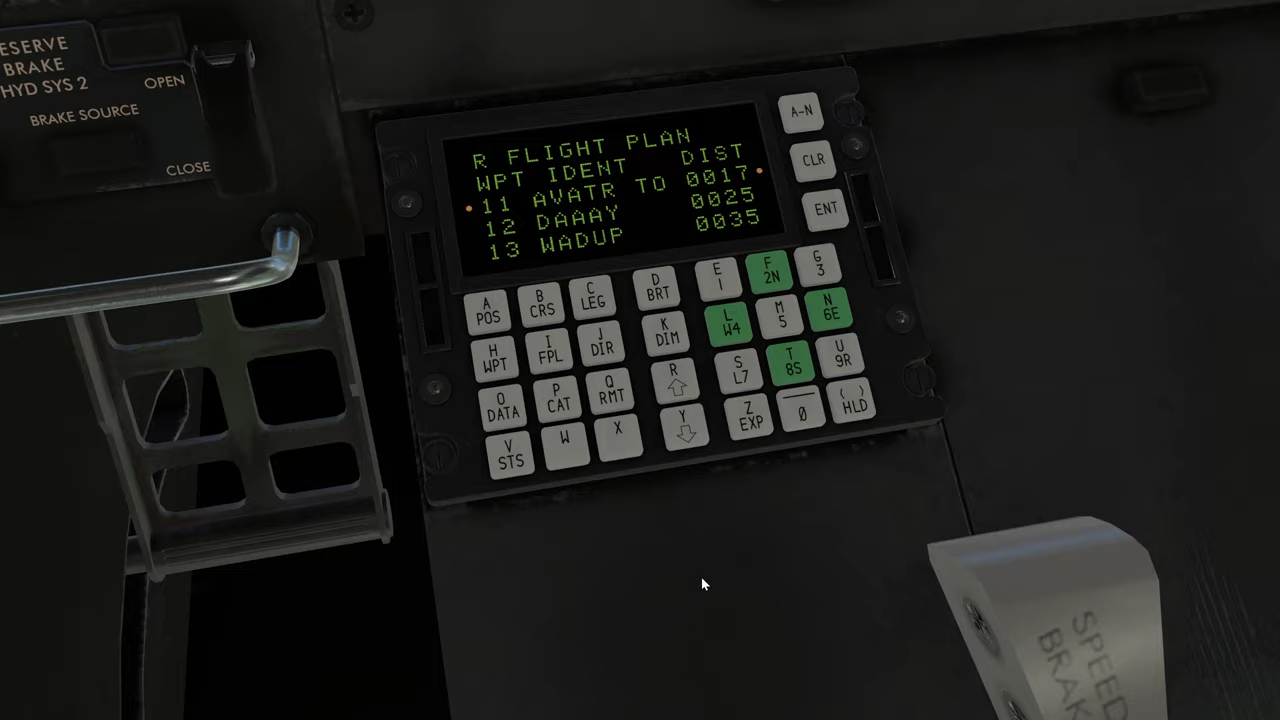 ESERVE
BRAKE
HYD SYS 2
OPEN
BRAKE SOURCE
CLOSE
R FLIGHT PLAN
WPT IDENT DIST
11 AVATR TO 0017
12 DAAAY 0025
13 WADUP 0035
A-N
CLR
ENT
A POS
B CRS
C LEG
D BRT
E 1
F 2N
G 3
H WPT
I FPL
J DIR
K DIM
L W4
M 5
N 6E
O DATA
P CAT
Q RMT
R
S L7
T 8S
U 9R
V STS
W
X
Y
Z EXP
0
( ) HLD
SPEED
BRAK